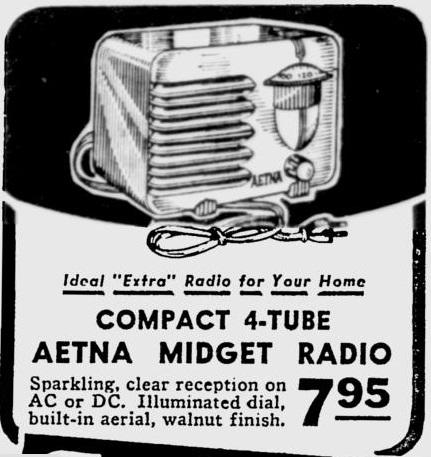 AETNA
Ideal "Extra" Radio for Your Home
COMPACT 4-TUBE
AETNA MIDGET RADIO
Sparkling, clear reception on
AC or DC. Illuminated dial,
built-in aerial, walnut finish.
7 95